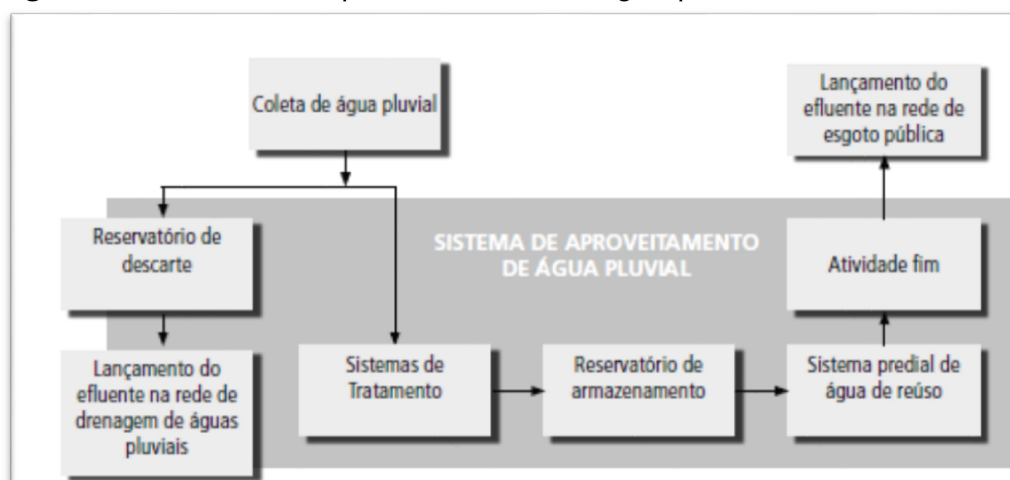 Coleta de água pluvial
Lançamento do
efluente na rede de
esgoto pública
Reservatório de
descarte
SISTEMA DE APROVEITAMENTO
DE ÁGUA PLUVIAL
Atividade fim
Lançamento do
efluente na rede de
drenagem de águas
pluviais
Sistemas de
Tratamento
Reservatório de
armazenamento
Sistema predial de
água de reúso